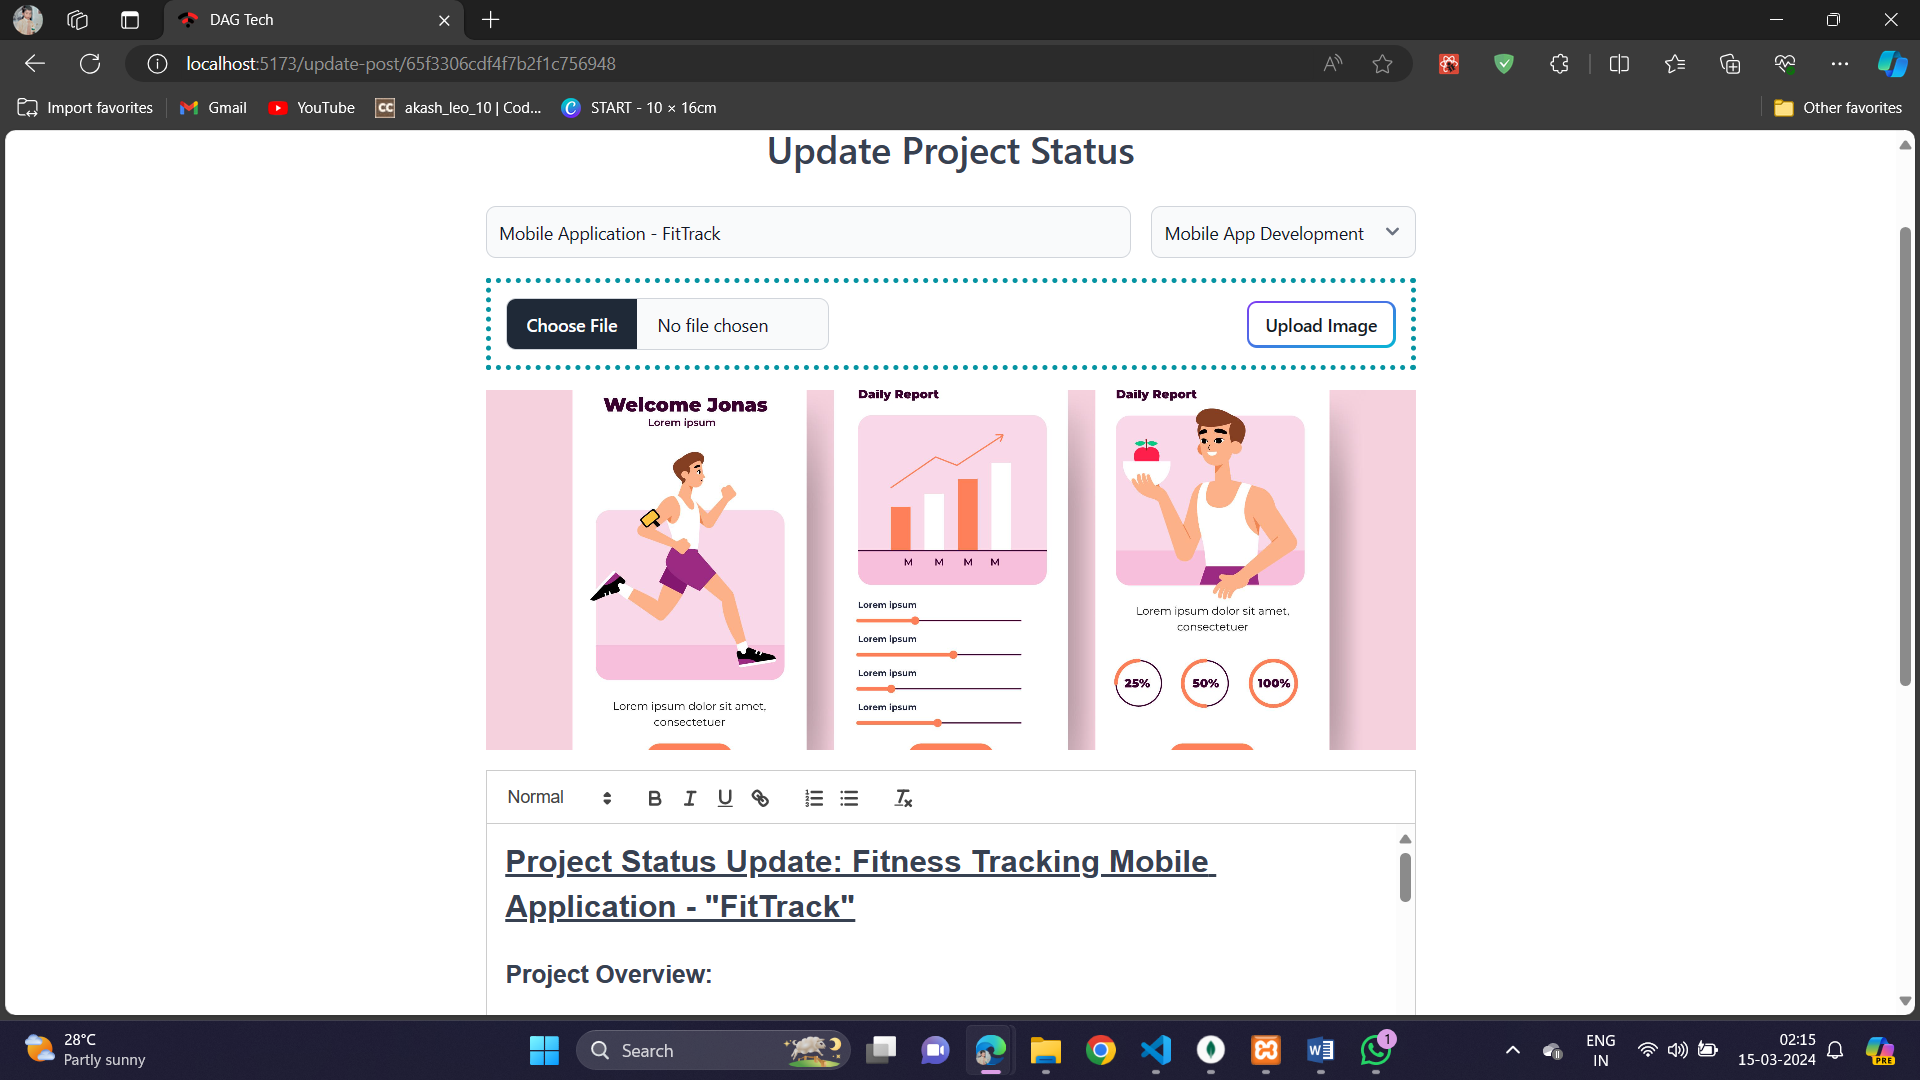 DAG Tech
localhost:5173/update-post/65f3306cdf4f7b2f1c756948
Import favorites
Gmail
YouTube
CC
akash_leo_10 | Cod...
START - 10 × 16cm
Other favorites
Update Project Status
Mobile Application - FitTrack
Mobile App Development
Choose File
No file chosen
Upload Image
Welcome Jonas
Lorem ipsum
Lorem ipsum dolor sit amet,
consectetuer
Daily Report
M M M M
Lorem ipsum
Lorem ipsum
Lorem ipsum
Lorem ipsum
Daily Report
Lorem ipsum dolor sit amet,
consectetuer
25% 50% 100%
Normal
Project Status Update: Fitness Tracking Mobile
Application - "FitTrack"
Project Overview:
28°C
Partly sunny
Search
1
ENG
IN
02:15
15-03-2024
PRE